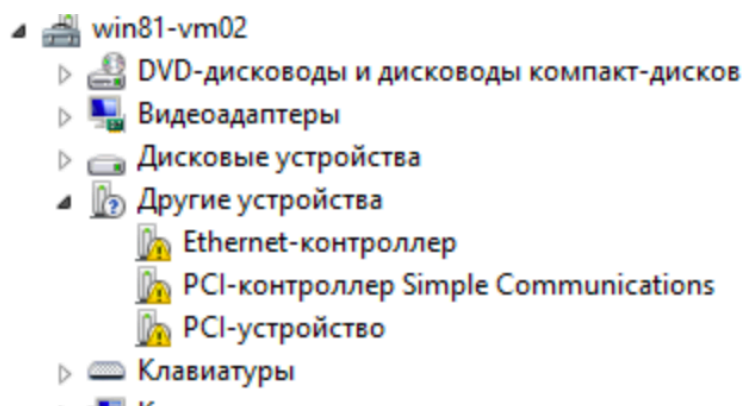 win81-vm02
DVD-дисководы и дисководы компакт-дисков
Видеоадаптеры
Дисковые устройства
Другие устройства
Ethernet-контроллер
PCI-контроллер Simple Communications
PCI-устройство
Клавиатуры